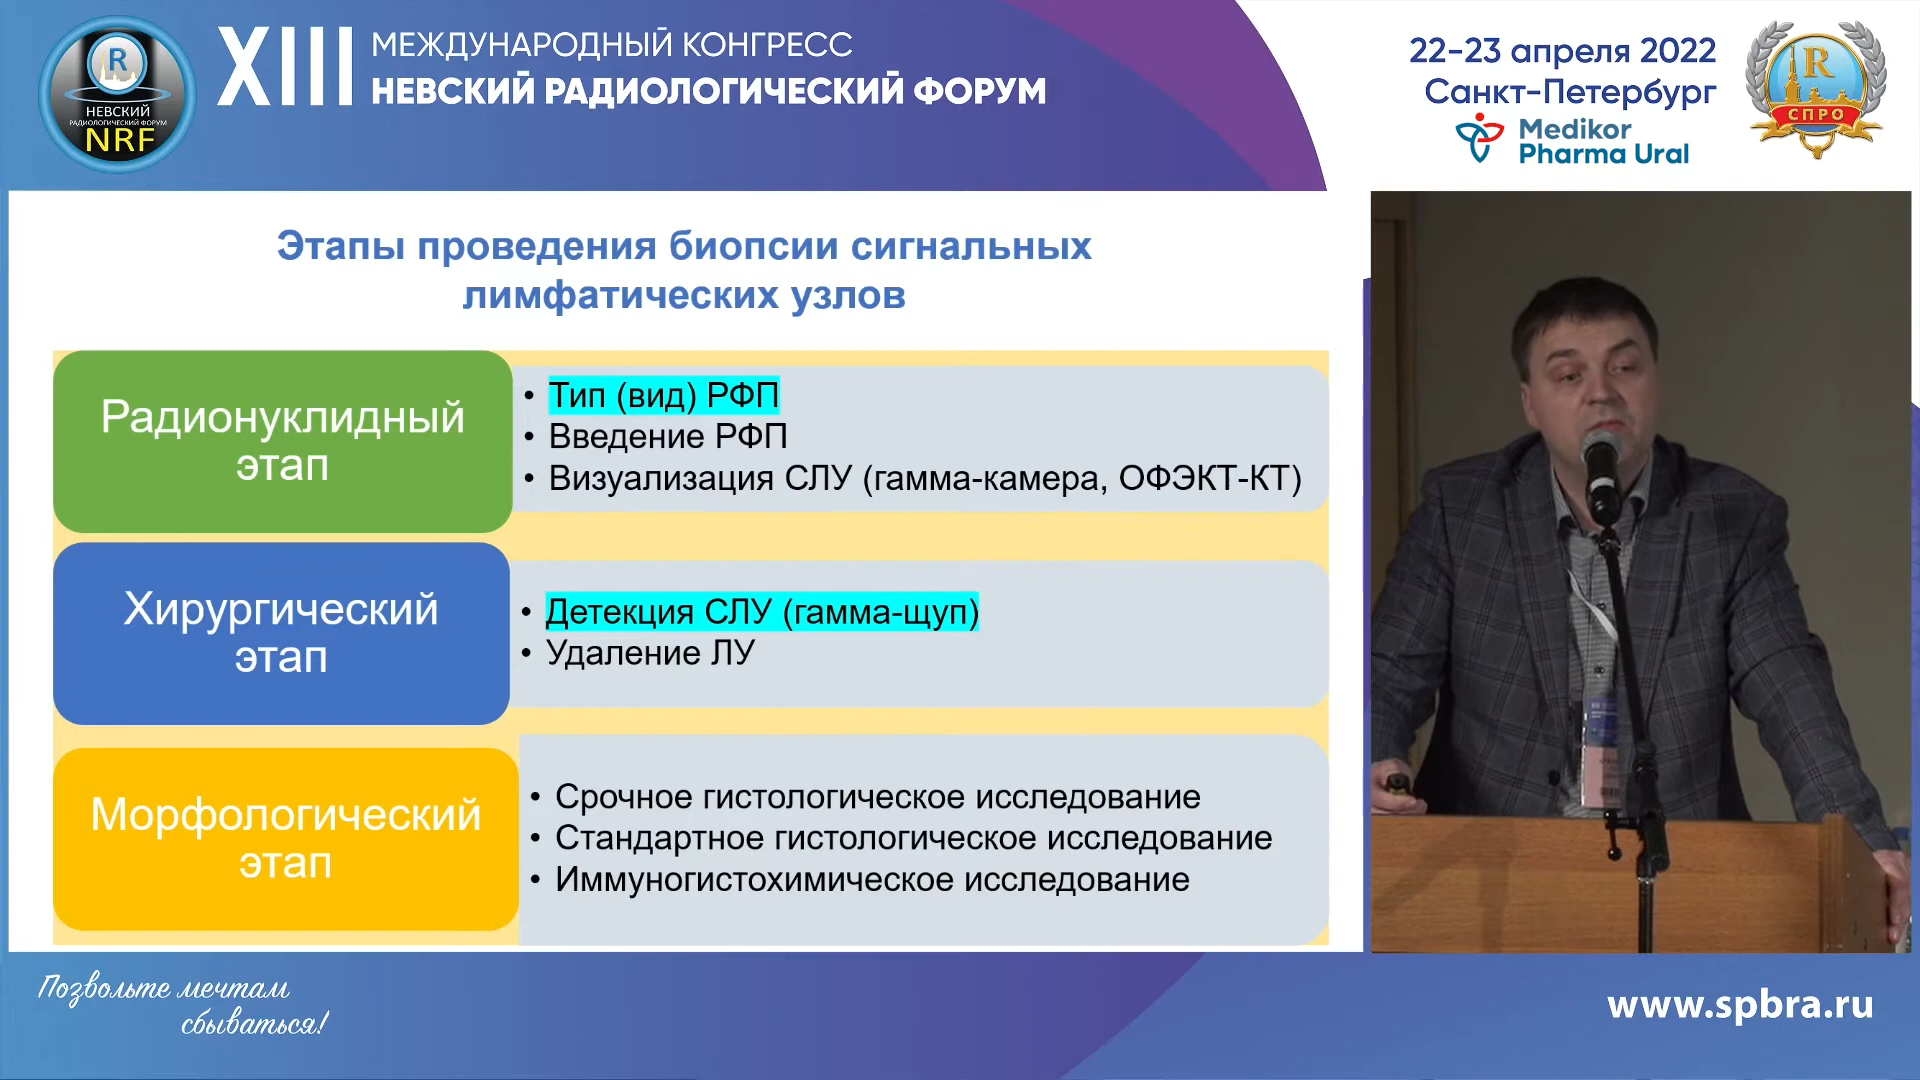 XIII МЕЖДУНАРОДНЫЙ КОНГРЕСС
НЕВСКИЙ РАДИОЛОГИЧЕСКИЙ ФОРУМ
R
НЕВСКИЙ
РАДИОЛОГИЧЕСКИЙ ФОРУМ
NRF
22-23 апреля 2022
Санкт-Петербург
Medikor
Pharma Ural
R
СПРО
Этапы проведения биопсии сигнальных
лимфатических узлов
Радионуклидный
этап
• Тип (вид) РФП
• Введение РФП
• Визуализация СЛУ (гамма-камера, ОФЭКТ-КТ)
Хирургический
этап
• Детекция СЛУ (гамма-щуп)
• Удаление ЛУ
Морфологический
этап
• Срочное гистологическое исследование
• Стандартное гистологическое исследование
• Иммуногистохимическое исследование
Позвольте мечтам
сбываться!
www.spbra.ru